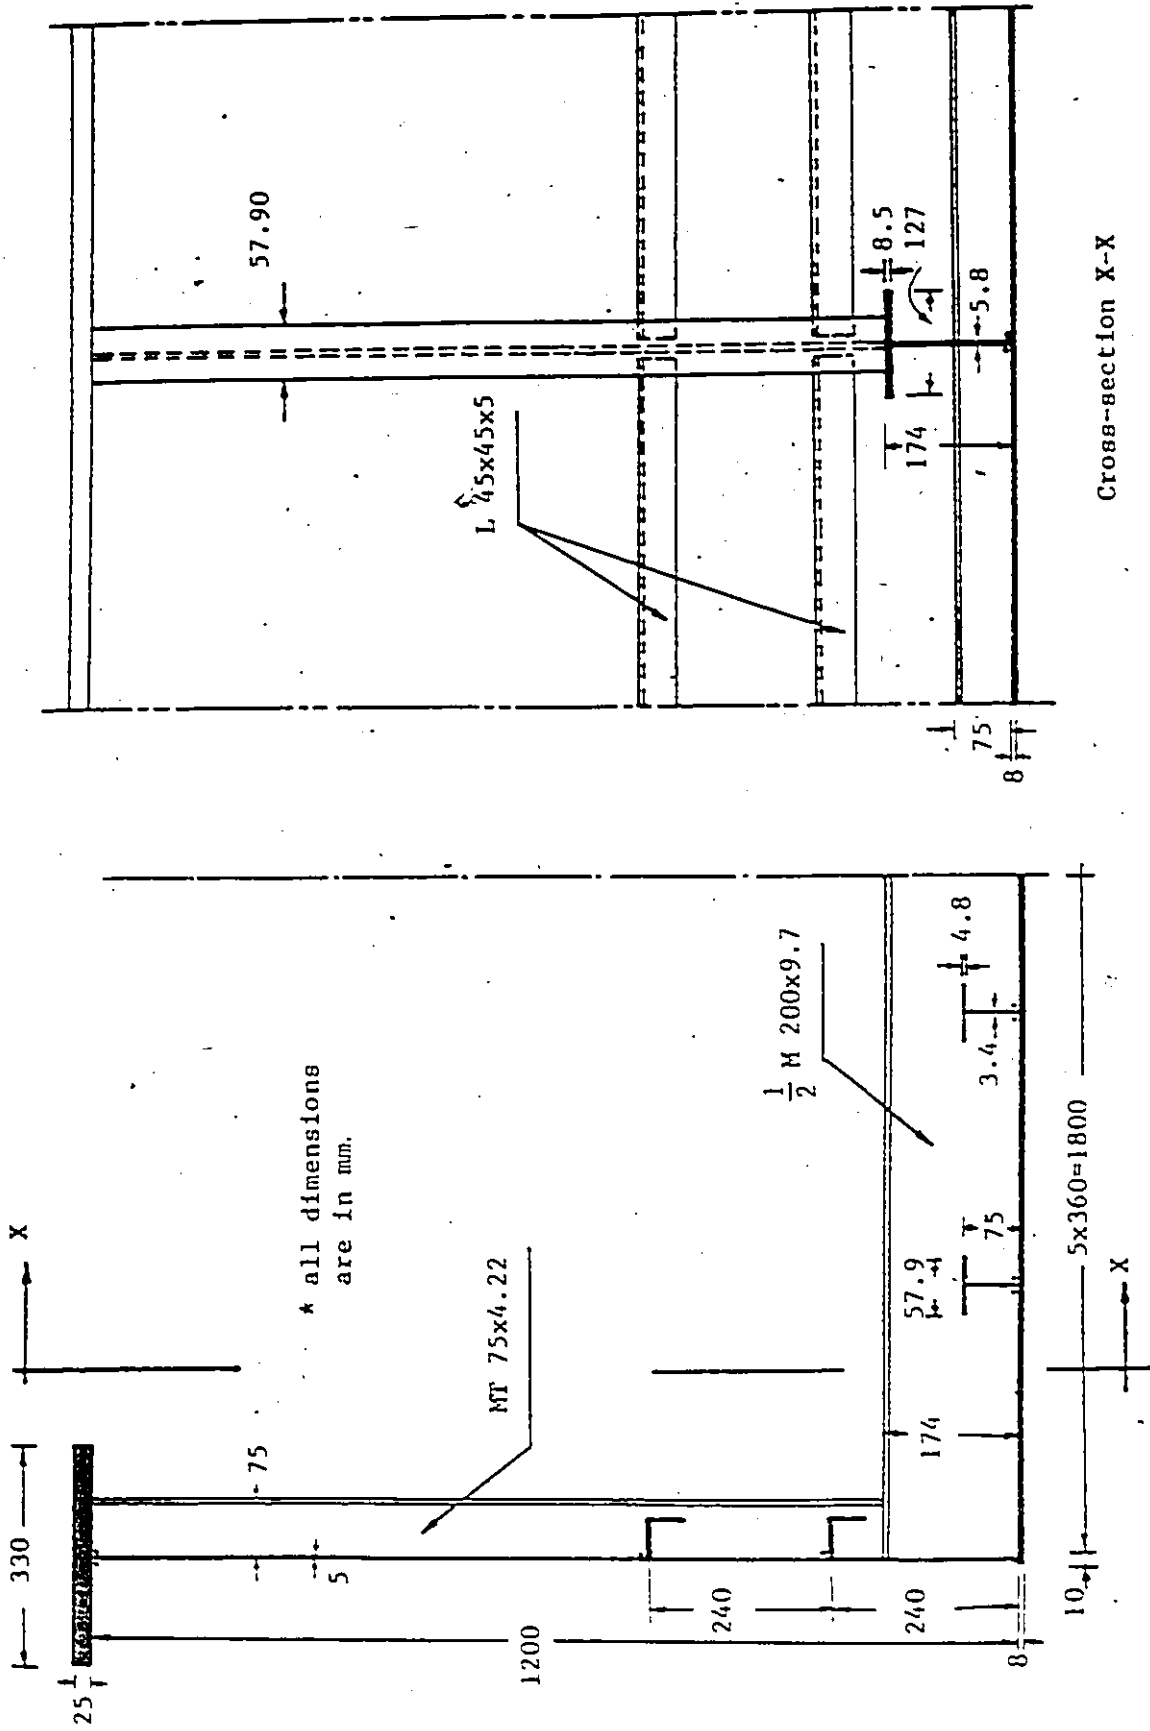 57.90
L 45x45x5
8.5
127
174
5.8
75
8
Cross-section X-X
X
330
25
75
5
* all dimensions
are in mm.
MT 75x4.22
1200
240
240
8
10
1/2 M 200x9.7
174
57.9
75
3.4
4.8
5x360=1800
X